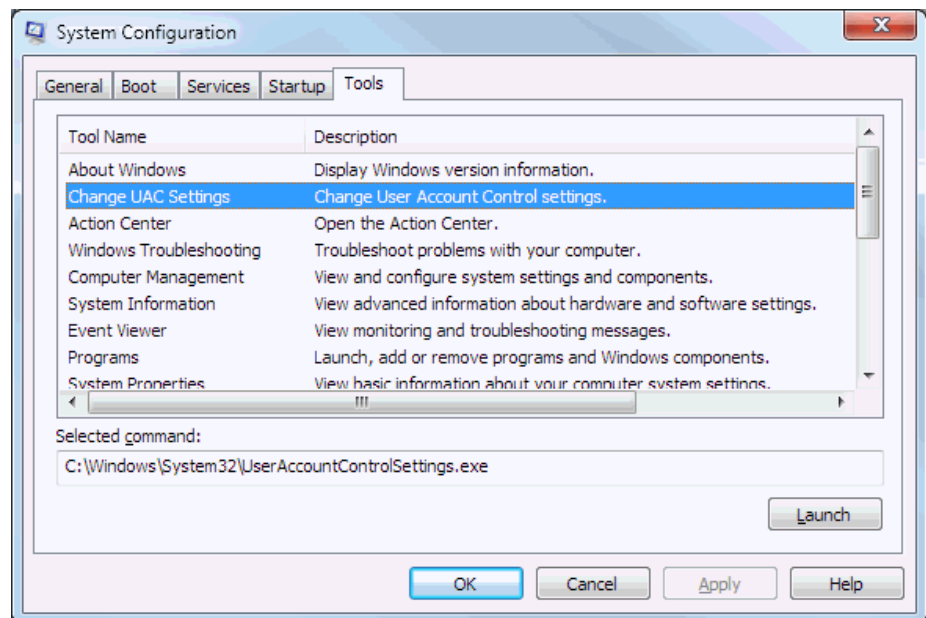 System Configuration
General Boot Services Startup Tools
Tool Name Description
About Windows Display Windows version information.
Change UAC Settings Change User Account Control settings.
Action Center Open the Action Center.
Windows Troubleshooting Troubleshoot problems with your computer.
Computer Management View and configure system settings and components.
System Information View advanced information about hardware and software settings.
Event Viewer View monitoring and troubleshooting messages.
Programs Launch, add or remove programs and Windows components.
System Properties View basic information about your computer system settings.
Selected command:
C:\Windows\System32\UserAccountControlSettings.exe
Launch
OK Cancel Apply Help